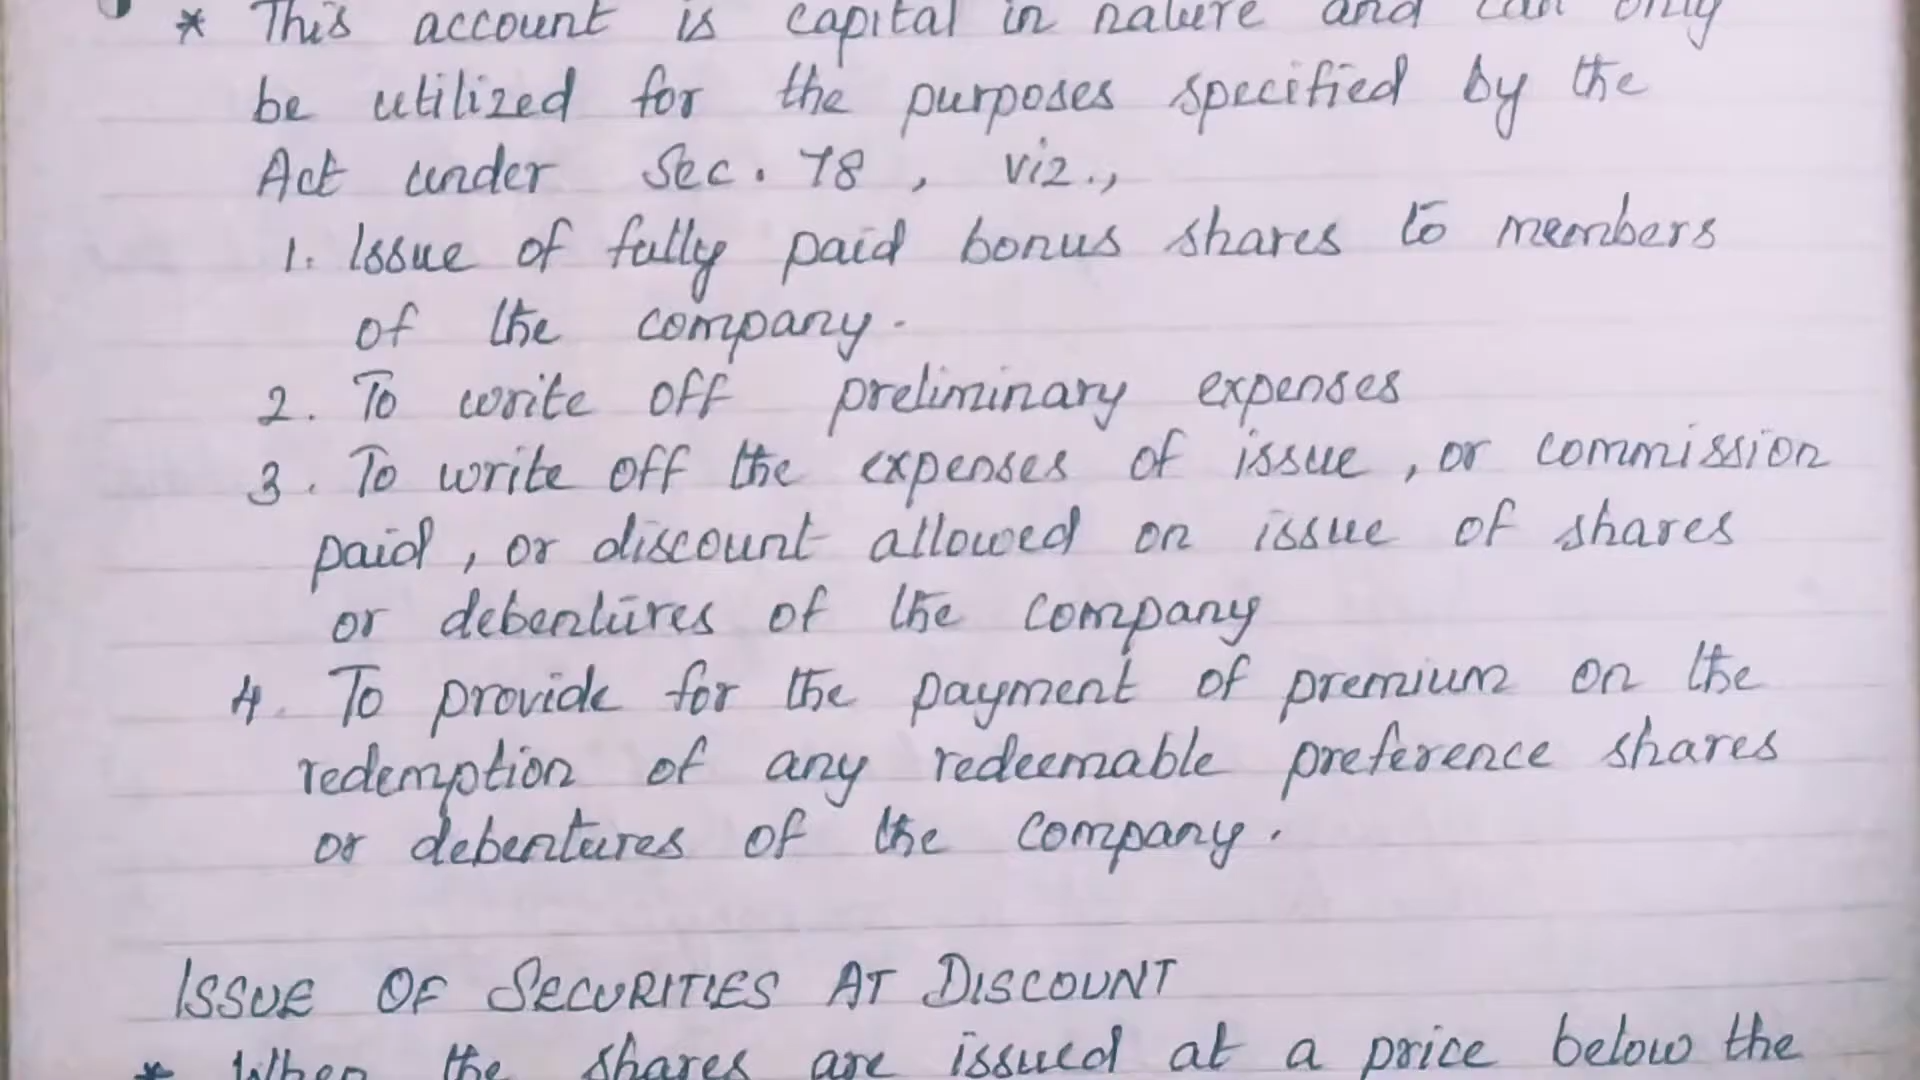 * This account is capital in nature and can only
be utilized for the purposes specified by the
Act under Sec. 78, viz.,
1. Issue of fully paid bonus shares to members
of the company.
2. To write off preliminary expenses
3. To write off the expenses of issue, or commission
paid, or discount allowed on issue of shares
or debentures of the company
4. To provide for the payment of premium on the
redemption of any redeemable preference shares
or debentures of the company.
ISSUE OF SECURITIES AT DISCOUNT
* When the shares are issued at a price below the